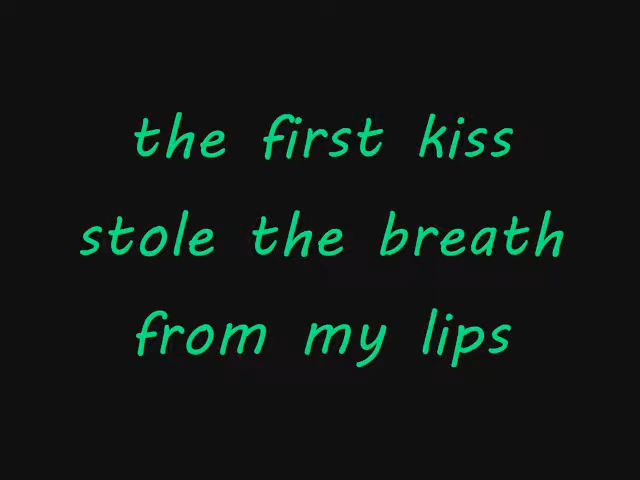 the first kiss
stole the breath
from my lips